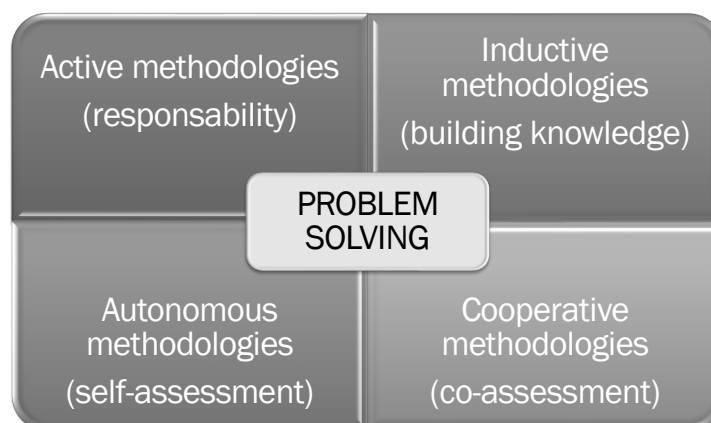 Active methodologies
(responsability)
Inductive
methodologies
(building knowledge)
PROBLEM
SOLVING
Autonomous
methodologies
(self-assessment)
Cooperative
methodologies
(co-assessment)